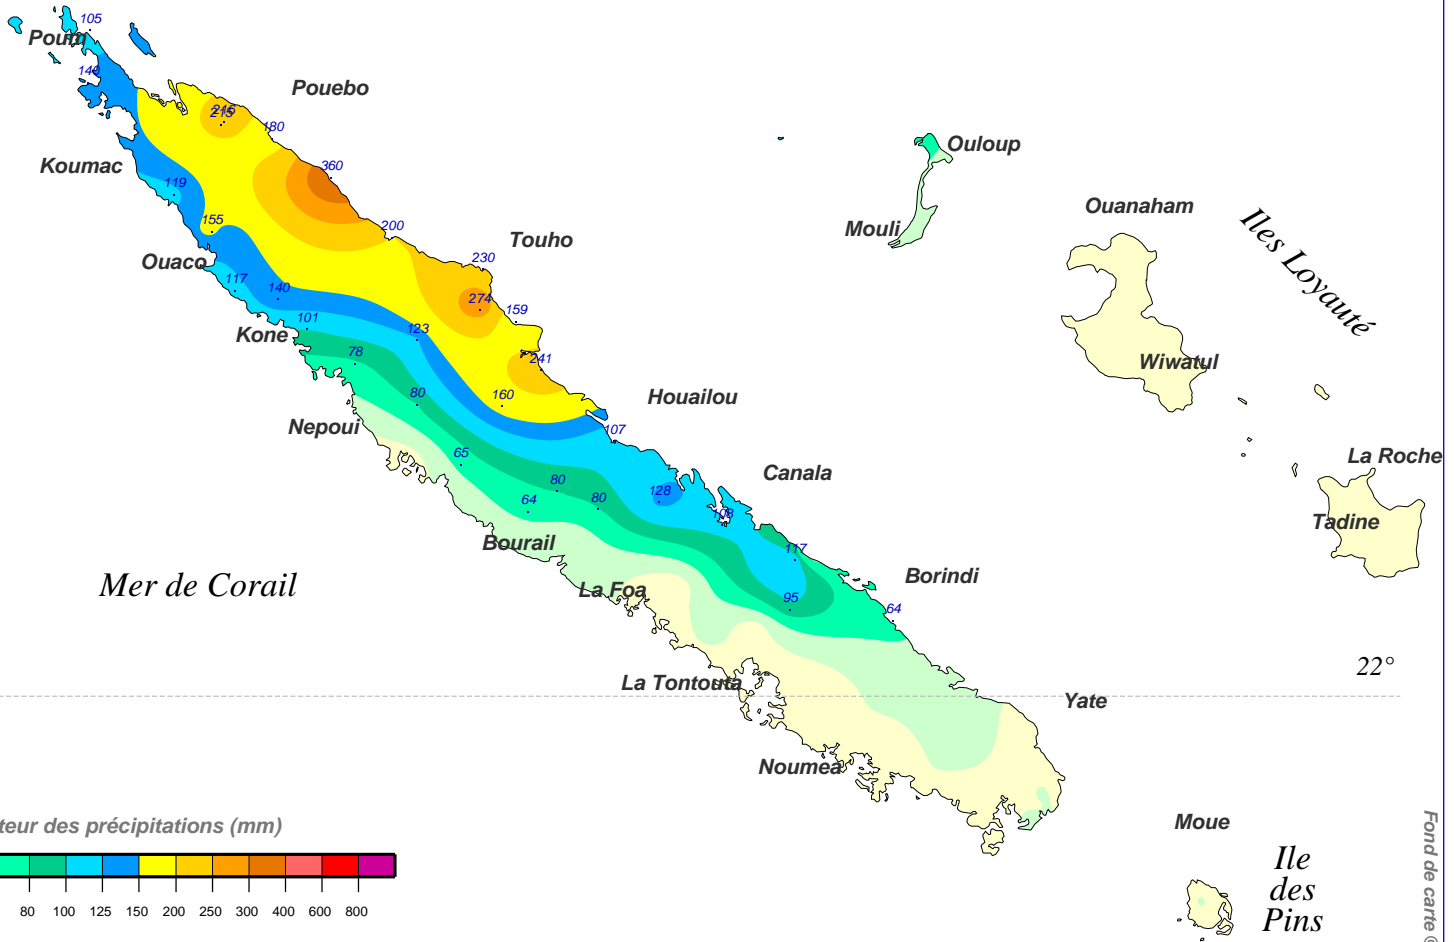 105
Poum
140
Pouebo
215
180
Ouloup
Koumac
360
119
Ouanaham
155
200
Mouli
Iles Loyauté
Touho
Ouaco
230
117
140
274
159
101
123
Kone
78
241
Wiwatul
80
160
Houailou
Nepoui
107
La Roche
65
Canala
80
128
64
80
108
Tadine
Bourail
117
Mer de Corail
La Foa
Borindi
95
64
22°
La Tontouta
Yate
Noumea
teur des précipitations (mm)
Moue
Ile
des
Pins
80 100 125 150 200 250 300 400 600 800
Fond de carte